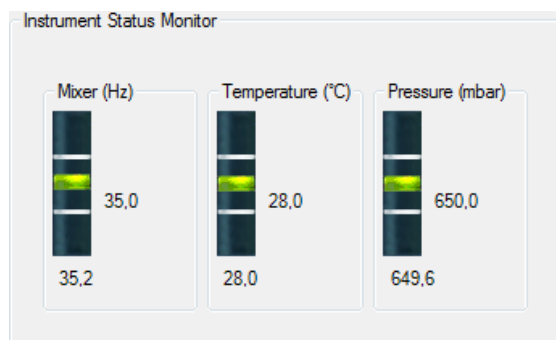 Instrument Status Monitor
Mixer (Hz)
Temperature (°C)
Pressure (mbar)
35,0
28,0
650,0
35,2
28,0
649,6